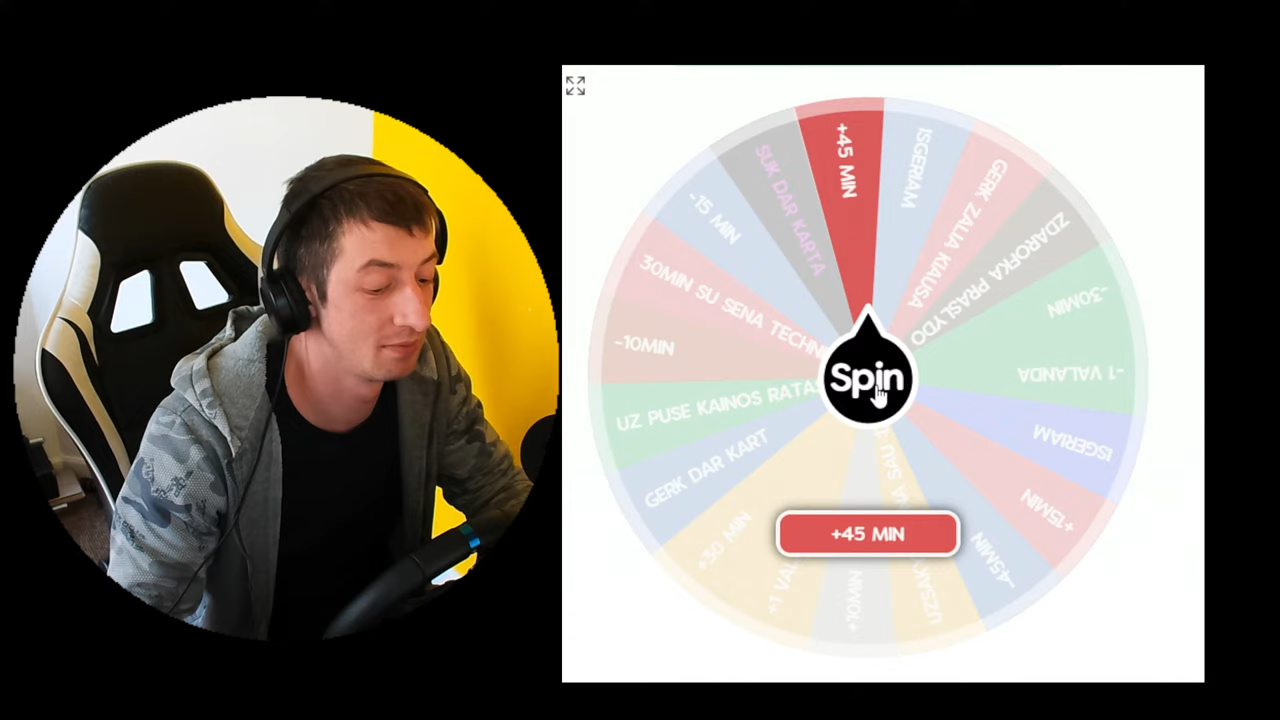 +45 MIN
ISGERIAM
GERK ZALIA KIAUSA
ZDAROFKA PRASLYDO
-30MIN
-1 VALANDA
ISGERIAM
+15MIN
-45MIN
+10MIN
+30 MIN
GERK DAR KART
UZ PUSE KAINOS RATAS
-10MIN
30MIN SU SENA TECHN
-15 MIN
SUK DAR KARTA
Spin
+45 MIN